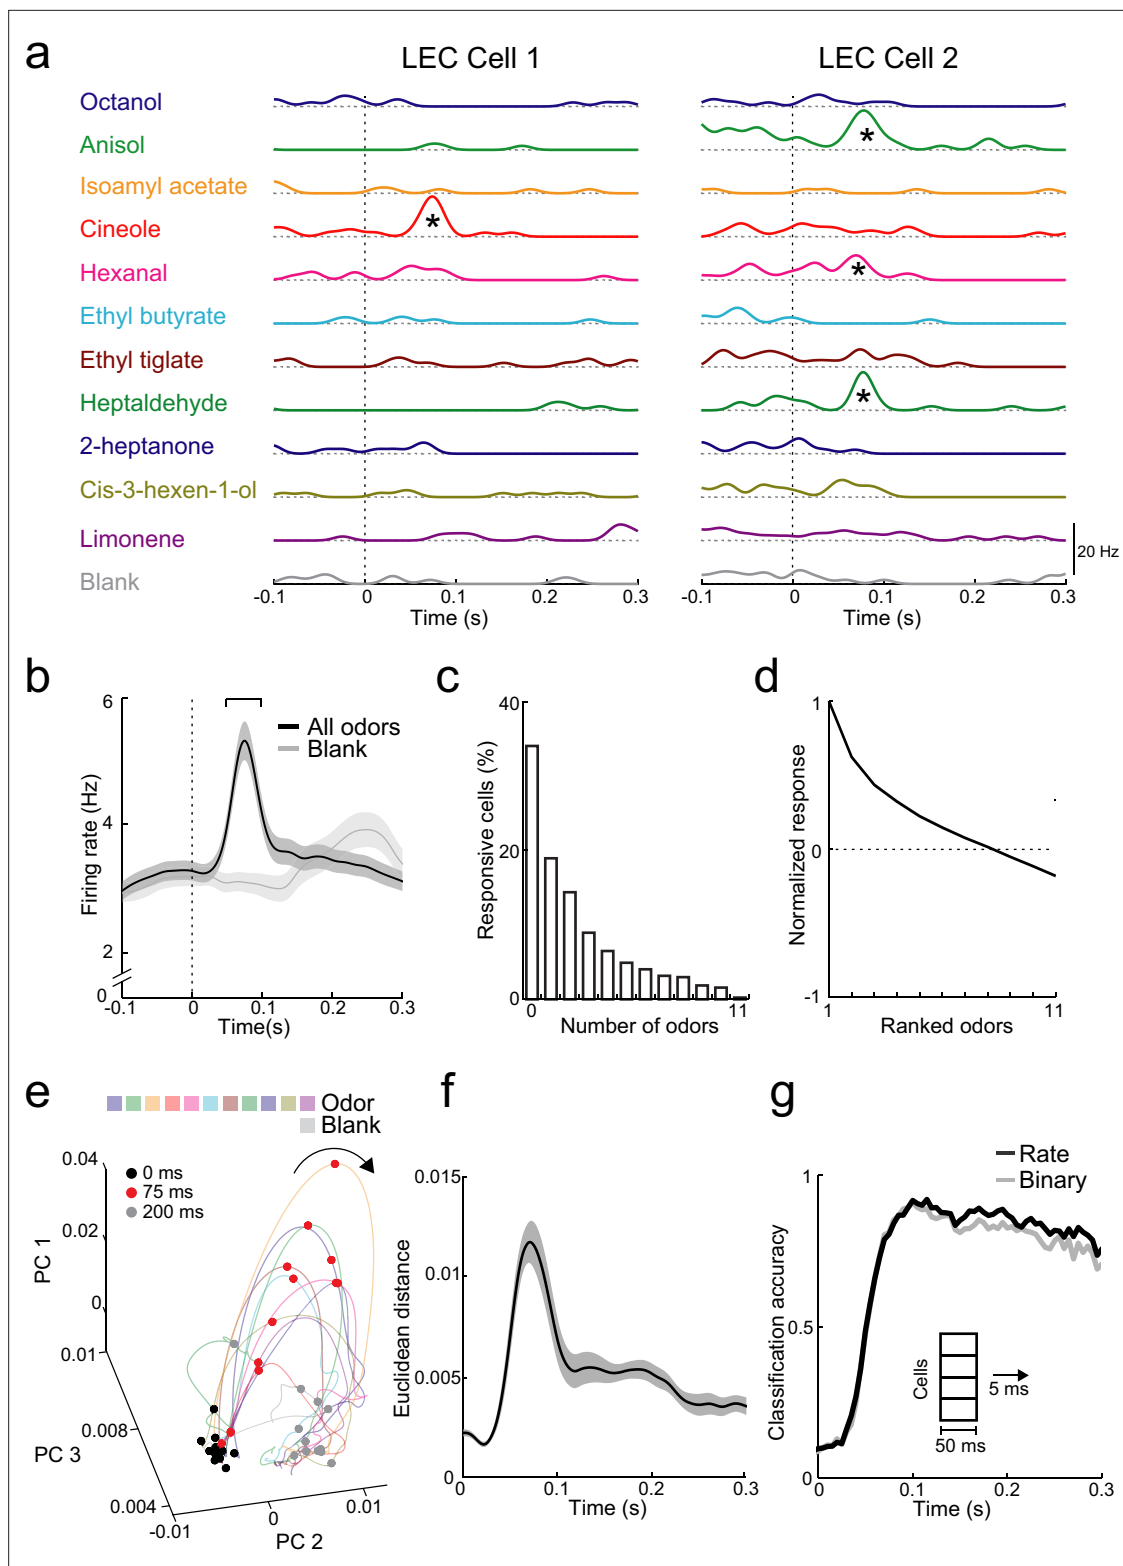 a
LEC Cell 1
LEC Cell 2
Octanol
Anisol
*
Isoamyl acetate
Cineole
*
Hexanal
*
Ethyl butyrate
Ethyl tiglate
Heptaldehyde
*
2-heptanone
Cis-3-hexen-1-ol
Limonene
20 Hz
Blank
-0.1 0 0.1 0.2 0.3
Time (s)
-0.1 0 0.1 0.2 0.3
Time (s)
b
6
4
2
0
Firing rate (Hz)
All odors
Blank
-0.1 0 0.1 0.2 0.3
Time(s)
c
40
20
0
Responsive cells (%)
0 11
Number of odors
d
1
0
-1
Normalized response
1 11
Ranked odors
e
Odor
Blank
0 ms
75 ms
200 ms
0.04
0.02
0
PC 1
0.01
0.008
0.004
PC 3
-0.01 0 0.01
PC 2
f
0.015
0.010
0.005
0
Euclidean distance
0 0.1 0.2 0.3
Time (s)
g
Rate
Binary
1
0.5
0
Classification accuracy
Cells
5 ms
50 ms
0 0.1 0.2 0.3
Time (s)